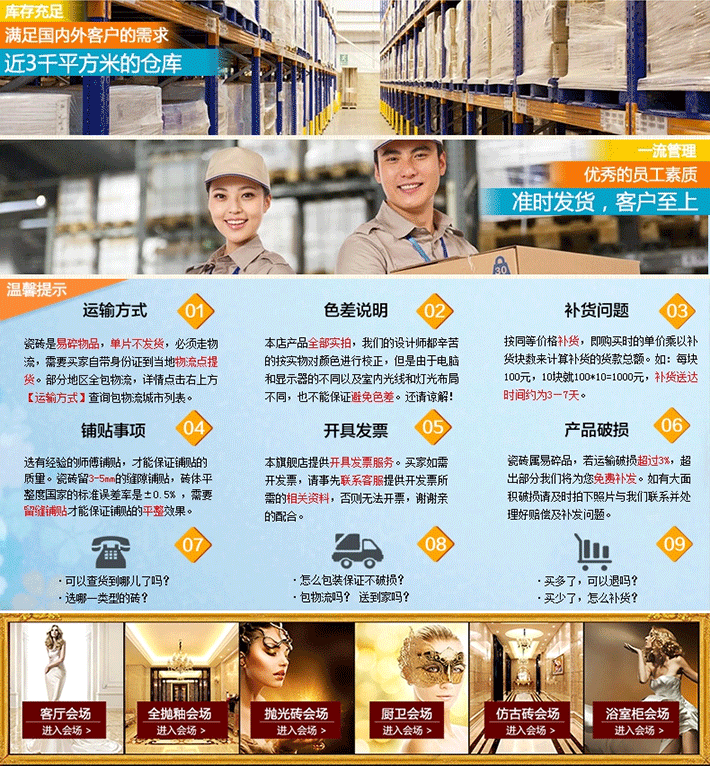 库存充足
满足国内外客户的需求
近3千平方米的仓库
一流管理
优秀的员工素质
准时发货，客户至上
30
温馨提示
运输方式
01
瓷砖是易碎物品，单片不发货，必须走物
流，需要买家自带身份证到当地物流点提
货。部分地区全包物流，详情点击右上方
【运输方式】查询包物流城市列表。
色差说明
02
本店产品全部实拍，我们的设计师都辛苦
的按实物对颜色进行校正，但是由于电脑
和显示器的不同以及室内光线和灯光布局
不同，也不能保证避免色差。还请谅解！
补货问题
03
按同等价格补货，即购买时的单价乘以补
货块数来计算补货的货款总额。如：每块
100元，10块就100*10=1000元，补货送达
时间约为3—7天。
铺贴事项
04
选有经验的师傅铺贴，才能保证铺贴的
质量。瓷砖留3-5mm的缝隙铺贴，砖体平
整度国家的标准误差率是±0.5%，需要
留缝铺贴才能保证铺贴的平整效果。
开具发票
05
本旗舰店提供开具发票服务。买家如需
开发票，请事先联系客服提供开发票所
需的相关资料，否则无法开票，谢谢亲
的配合。
产品破损
06
瓷砖属易碎品，若运输破损超过3%，超
出部分我们将为您免费补发。如有大面
积破损请及时拍下照片与我们联系并处
理好赔偿及补发问题。
07
·可以查货到哪儿了吗？
·选哪一类型的砖？
08
·怎么包装保证不破损？
·包物流吗？ 送到家吗？
09
·买多了，可以退吗？
·买少了，怎么补货？
客厅会场
进入会场 >
全抛釉会场
进入会场 >
抛光砖会场
进入会场 >
厨卫会场
进入会场 >
仿古砖会场
进入会场 >
浴室柜会场
进入会场 >